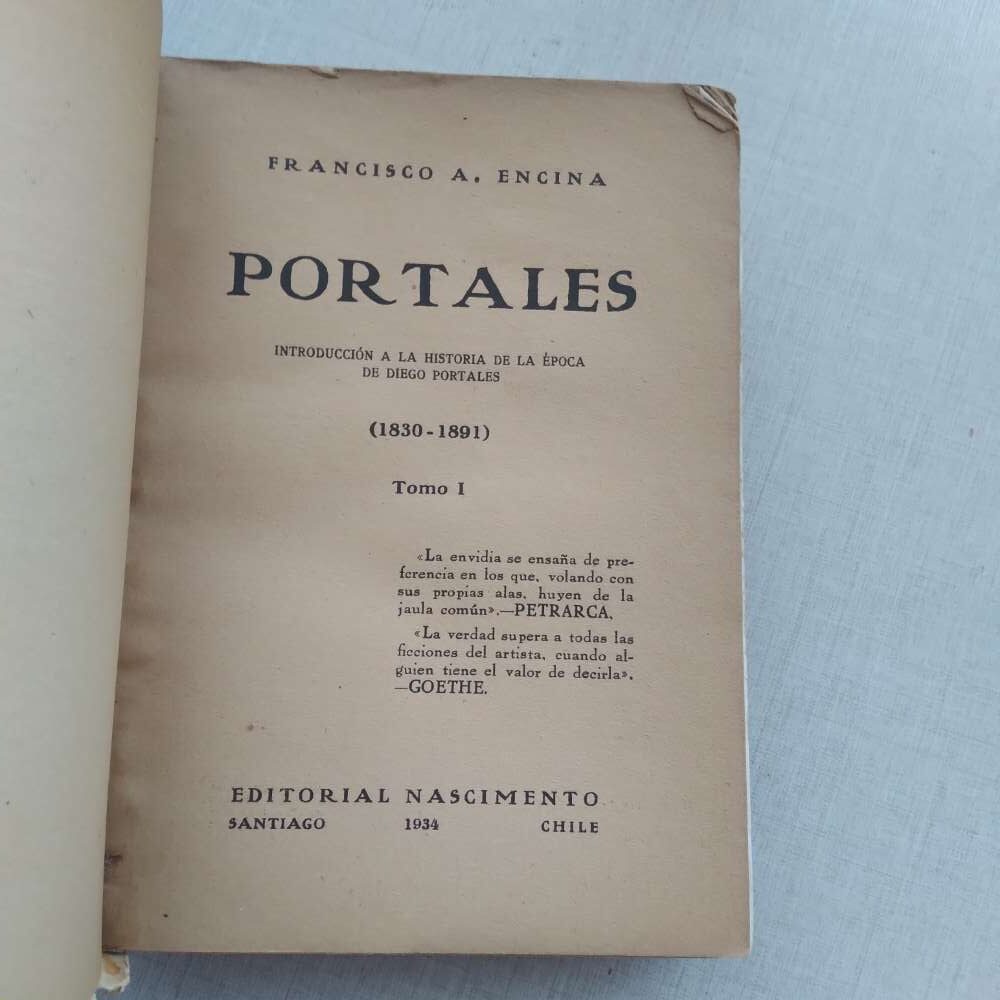 FRANCISCO A. ENCINA
PORTALES
INTRODUCCIÓN A LA HISTORIA DE LA ÉPOCA
DE DIEGO PORTALES
(1830-1891)
Tomo I
«La envidia se ensaña de pre-
ferencia en los que, volando con
sus propias alas, huyen de la
jaula común».—PETRARCA.
«La verdad supera a todas las
ficciones del artista, cuando al-
guien tiene el valor de decirla».
—GOETHE.
EDITORIAL NASCIMENTO
SANTIAGO 1934 CHILE